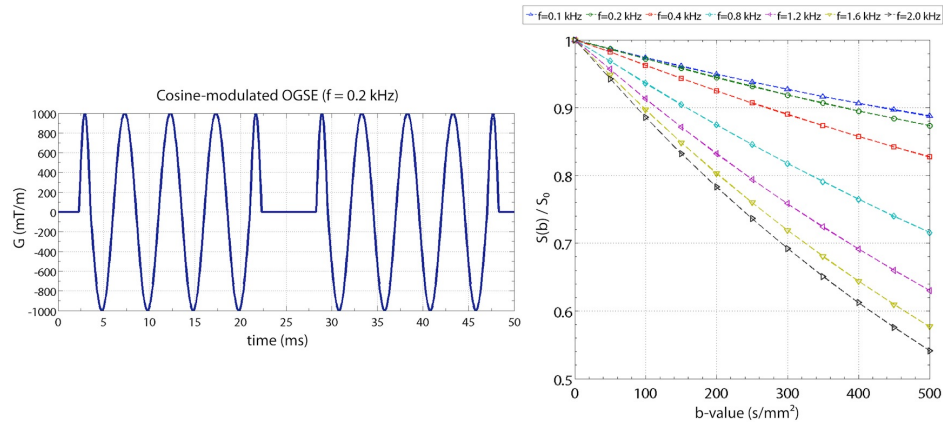 f=0.1 kHz f=0.2 kHz f=0.4 kHz f=0.8 kHz f=1.2 kHz f=1.6 kHz f=2.0 kHz
Cosine-modulated OGSE (f = 0.2 kHz)
G (mT/m)
1000
800
600
400
200
0
-200
-400
-600
-800
-1000
0 5 10 15 20 25 30 35 40 45 50
time (ms)
S(b) / S₀
1
0.9
0.8
0.7
0.6
0.5
0 100 200 300 400 500
b-value (s/mm²)